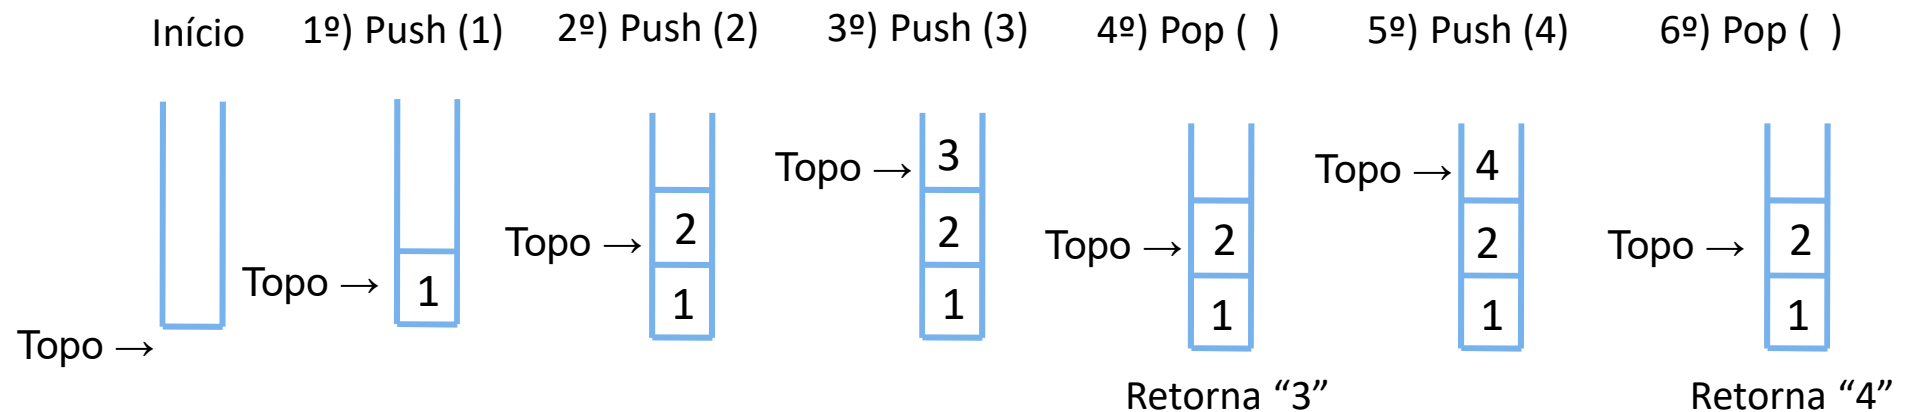 Início
1º) Push (1)
2º) Push (2)
3º) Push (3)
4º) Pop (  )
5º) Push (4)
6º) Pop (  )
Topo →
Topo →
1
Topo →
2
1
Topo →
3
2
1
Topo →
2
1
Retorna “3”
Topo →
4
2
1
Topo →
2
1
Retorna “4”